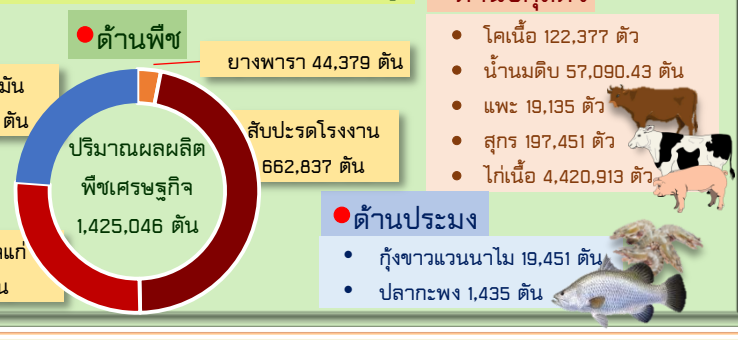 ด้านพืช
ยางพารา 44,379 ตัน
มัน
ตัน
สับปะรดโรงงาน
662,837 ตัน
ปริมาณผลผลิต
พืชเศรษฐกิจ
1,425,046 ตัน
• โคเนื้อ 122,377 ตัว
• น้ำนมดิบ 57,090.43 ตัน
• แพะ 19,135 ตัว
• สุกร 197,451 ตัว
• ไก่เนื้อ 4,420,913 ตัว
ด้านประมง
• กุ้งขาวแวนนาไม 19,451 ตัน
• ปลากะพง 1,435 ตัน